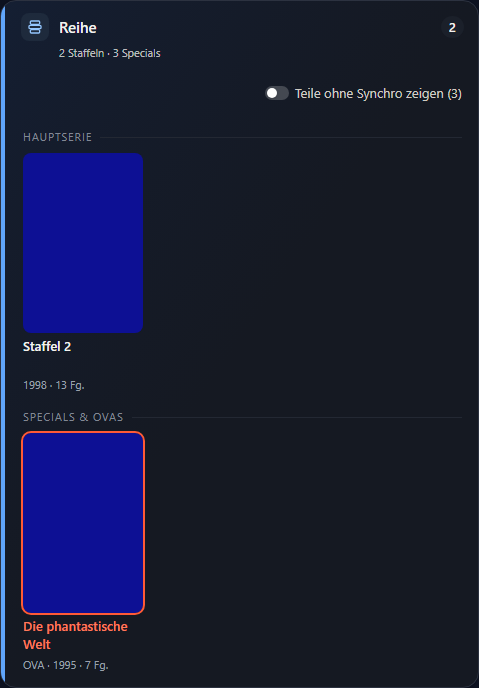 Reihe
2
2 Staffeln · 3 Specials
Teile ohne Synchro zeigen (3)
HAUPTSERIE
Staffel 2
1998 · 13 Fg.
SPECIALS & OVAS
Die phantastische
Welt
OVA · 1995 · 7 Fg.